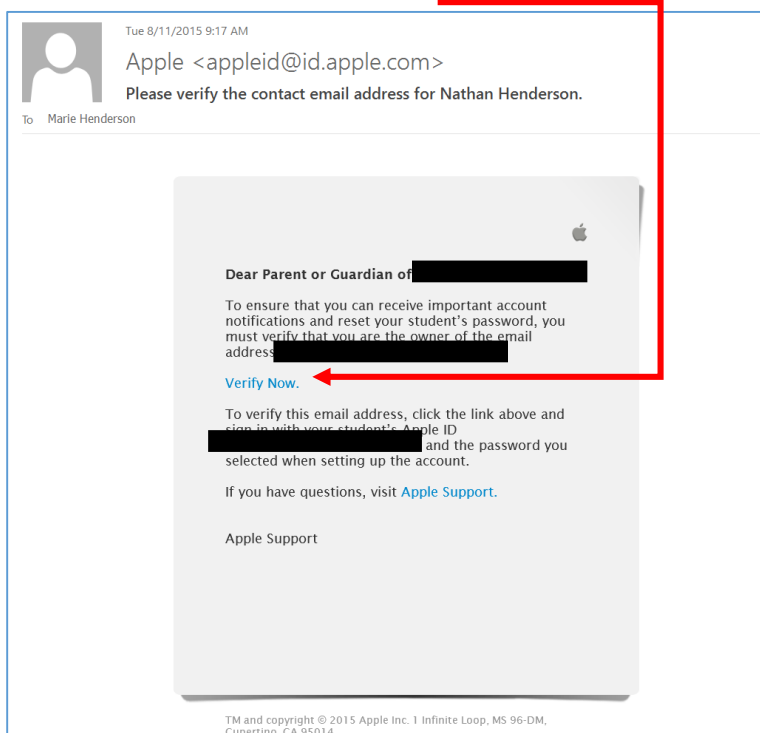 Tue 8/11/2015 9:17 AM
Apple <appleid@id.apple.com>
Please verify the contact email address for Nathan Henderson.
To Marie Henderson
Dear Parent or Guardian of
To ensure that you can receive important account
notifications and reset your student's password, you
must verify that you are the owner of the email
address
Verify Now.
To verify this email address, click the link above and
sign in with your student's Apple ID
and the password you
selected when setting up the account.
If you have questions, visit Apple Support.
Apple Support
TM and copyright © 2015 Apple Inc. 1 Infinite Loop, MS 96-DM,
Cupertino, CA 95014